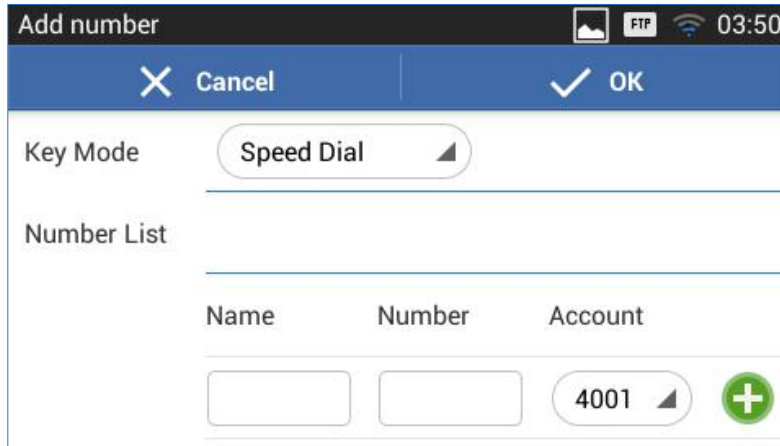 Add number FTP 03:50
Cancel OK
Key Mode Speed Dial
Number List
Name Number Account
4001